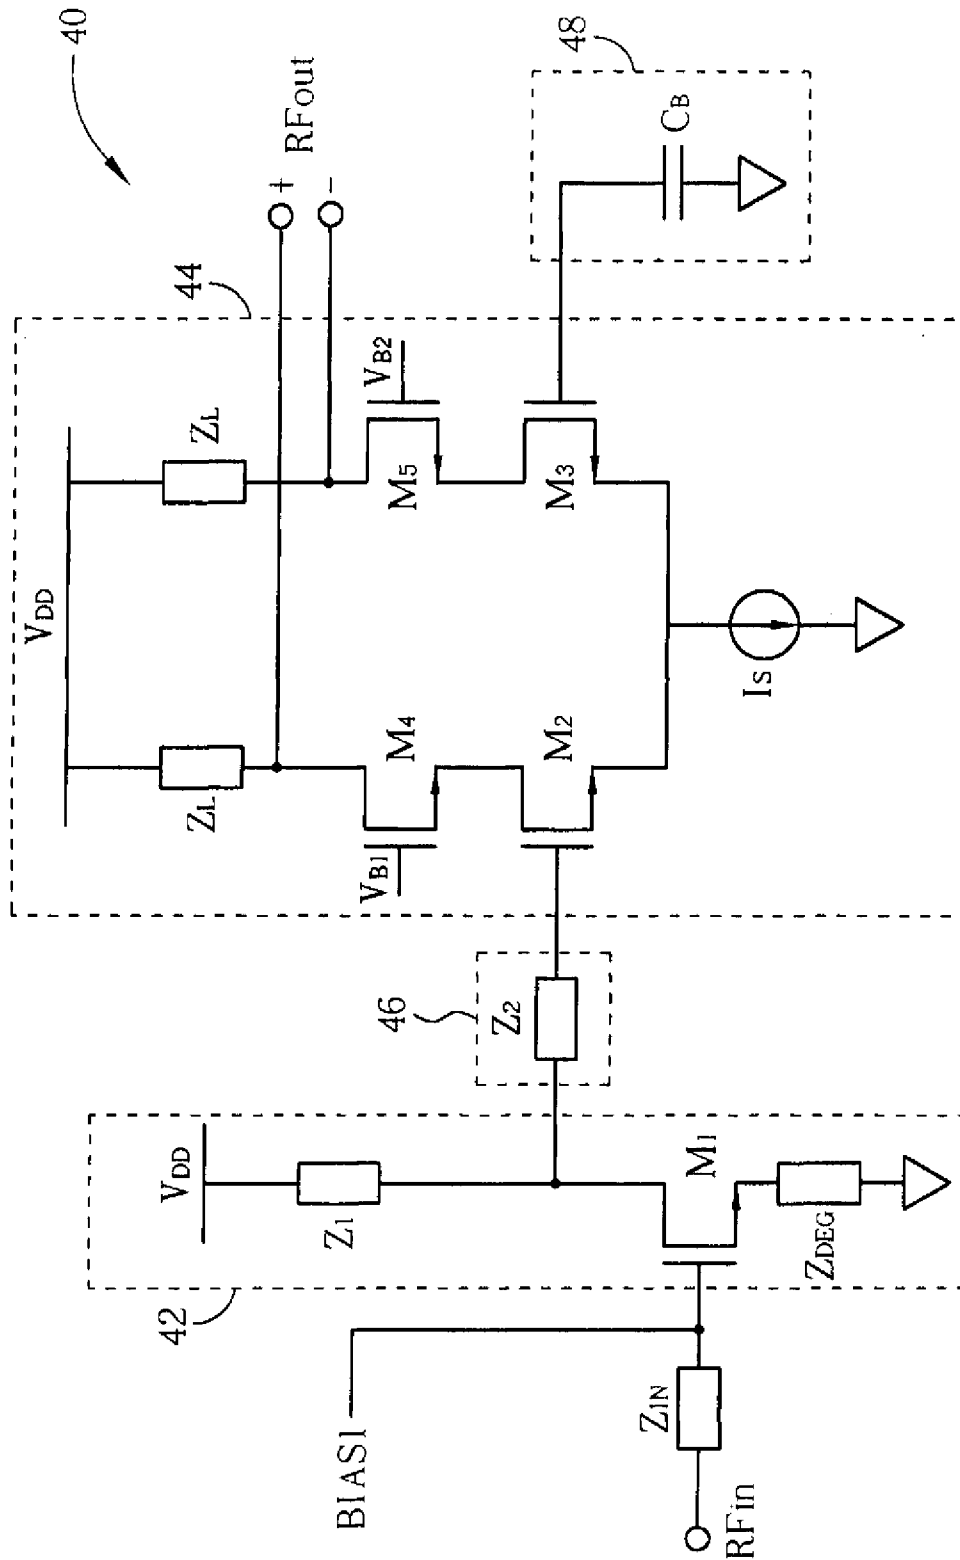 40
44
48
VDD
ZL
ZL
RFout
+
-
CB
VB1
M4
M5
VB2
M2
M3
IS
46
Z2
42
VDD
Z1
M1
ZDEG
BIAS1
ZIN
RFin